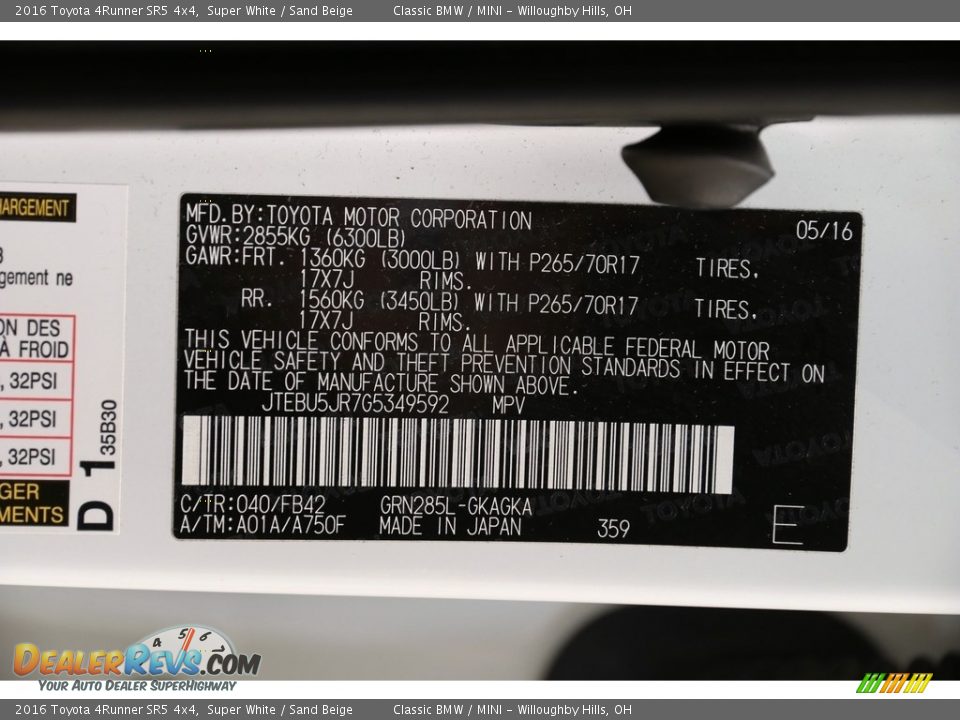 2016 Toyota 4Runner SR5 4x4,  Super White / Sand Beige    Classic BMW / MINI – Willoughby Hills, OH
MFD.BY:TOYOTA MOTOR CORPORATION 05/16
GVWR:2855KG (6300LB)
GAWR:FRT. 1360KG (3000LB) WITH P265/70R17 TIRES,
17X7J RIMS.
RR. 1560KG (3450LB) WITH P265/70R17 TIRES,
17X7J RIMS.
THIS VEHICLE CONFORMS TO ALL APPLICABLE FEDERAL MOTOR
VEHICLE SAFETY AND THEFT PREVENTION STANDARDS IN EFFECT ON
THE DATE OF MANUFACTURE SHOWN ABOVE.
JTEBU5JR7G5349592 MPV
C/TR:040/FB42 GRN285L-GKAGKA
A/TM:A01A/A750F MADE IN JAPAN 359 E
gement ne
ON DES
À FROID
, 32PSI
, 32PSI
, 32PSI
GER
MENTS
D 1 35B30
4 5 6
DealerRevs.com
Your Auto Dealer SuperHighway
2016 Toyota 4Runner SR5 4x4,  Super White / Sand Beige    Classic BMW / MINI – Willoughby Hills, OH